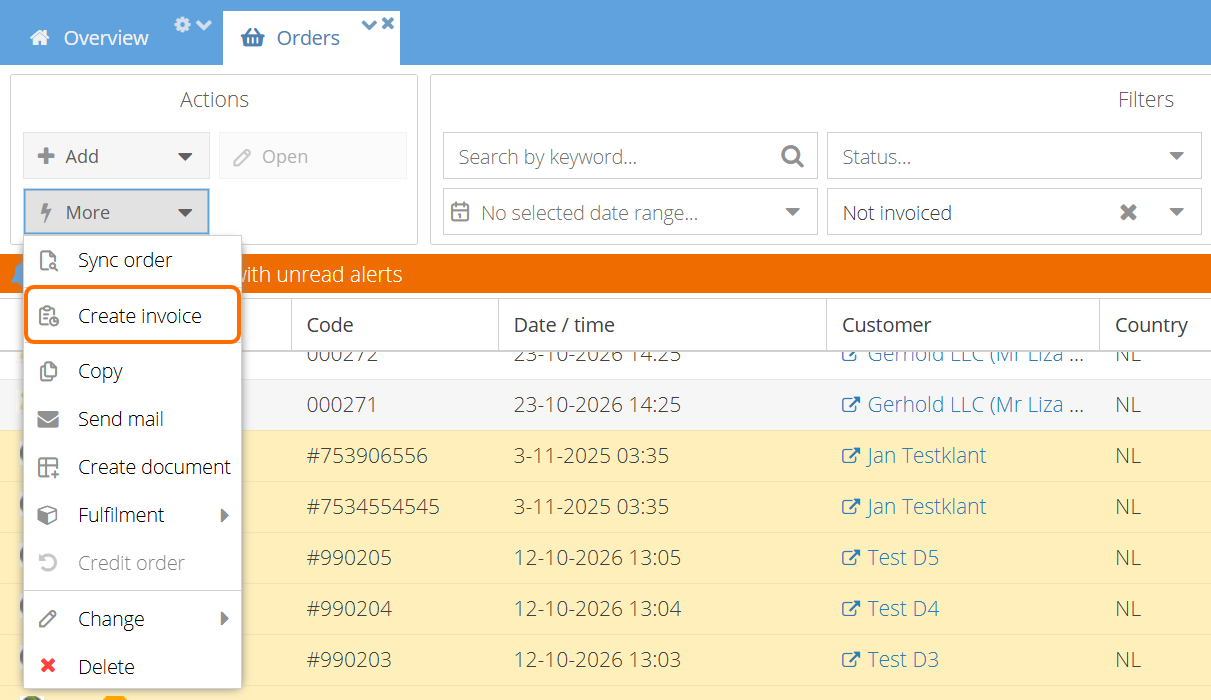 Overview
Orders
Actions
Filters
Add
Open
Search by keyword...
Status...
More
No selected date range...
Not invoiced
Sync order
with unread alerts
Create invoice
Code
Date / time
Customer
Country
000272
23-10-2026 14:25
Gerhold LLC (Mr Liza ...
NL
Copy
000271
23-10-2026 14:25
Gerhold LLC (Mr Liza ...
NL
Send mail
#753906556
3-11-2025 03:35
Jan Testklant
NL
Create document
#7534554545
3-11-2025 03:35
Jan Testklant
NL
Fulfilment
#990205
12-10-2026 13:05
Test D5
NL
Credit order
#990204
12-10-2026 13:04
Test D4
NL
Change
#990203
12-10-2026 13:03
Test D3
NL
Delete